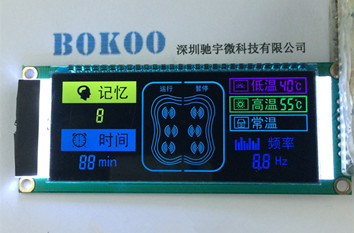 BOKOO
深圳驰宇微科技有限公司
记忆
8
时间
88 min
运行 暂停
低温 40℃
高温 55℃
常温
频率
8.8 Hz